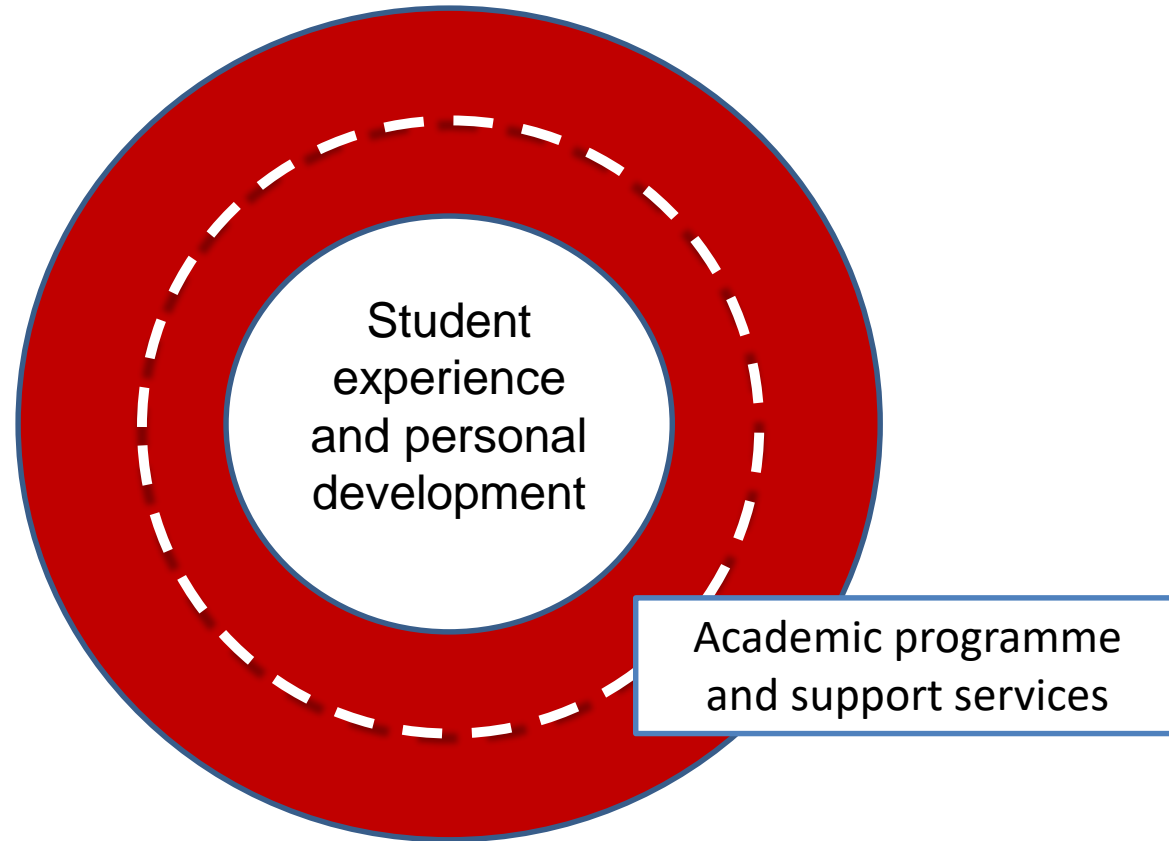 Student
experience
and personal
development
Academic programme
and support services